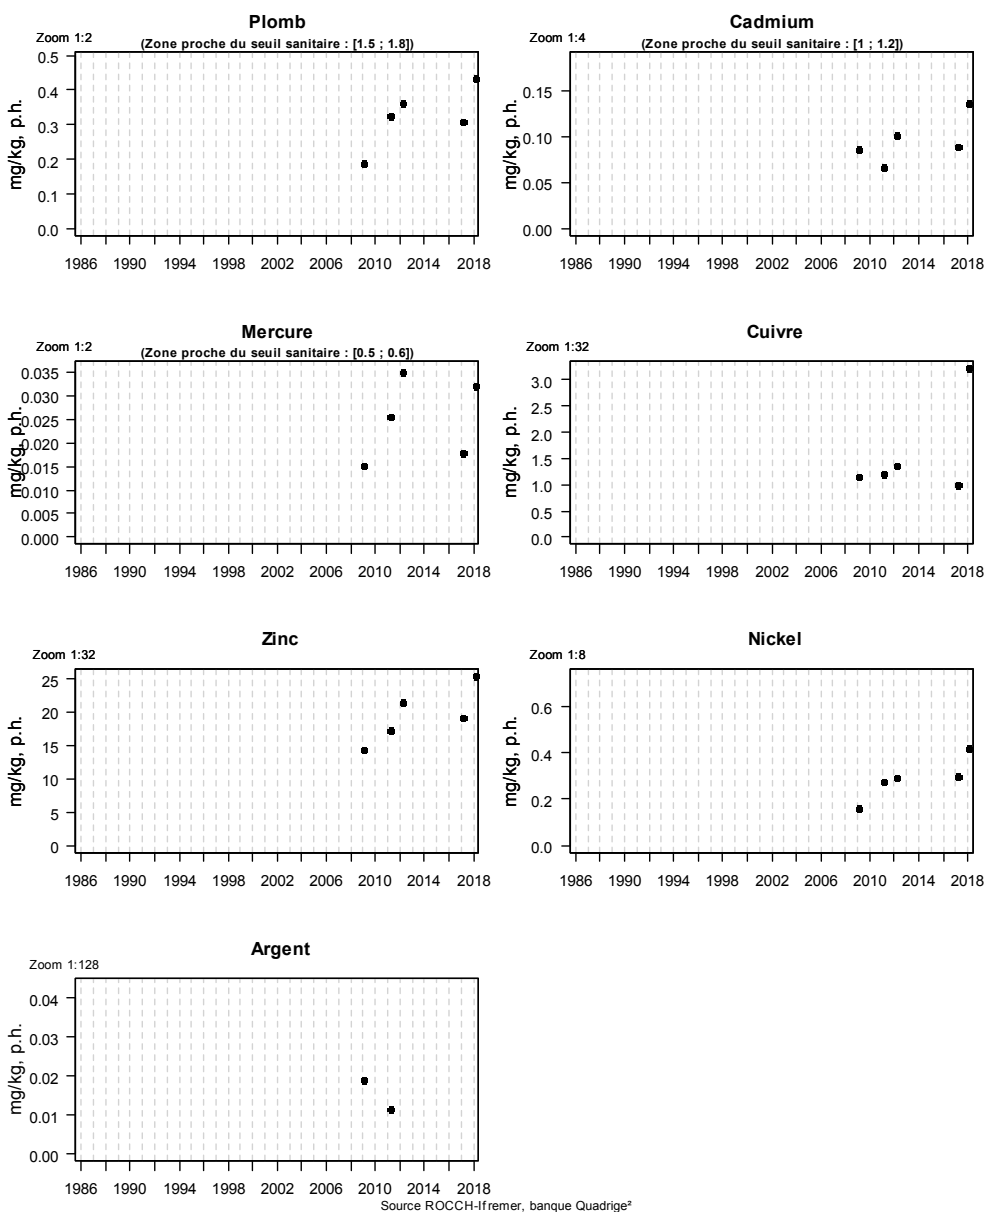 Plomb
Zoom 1:2
(Zone proche du seuil sanitaire : [1.5 ; 1.8])
mg/kg, p.h.
0.5
0.4
0.3
0.2
0.1
0.0
1986 1990 1994 1998 2002 2006 2010 2014 2018
Cadmium
Zoom 1:4
(Zone proche du seuil sanitaire : [1 ; 1.2])
mg/kg, p.h.
0.15
0.10
0.05
0.00
1986 1990 1994 1998 2002 2006 2010 2014 2018
Mercure
Zoom 1:2
(Zone proche du seuil sanitaire : [0.5 ; 0.6])
mg/kg, p.h.
0.035
0.030
0.025
0.020
0.015
0.010
0.005
0.000
1986 1990 1994 1998 2002 2006 2010 2014 2018
Cuivre
Zoom 1:32
mg/kg, p.h.
3.0
2.5
2.0
1.5
1.0
0.5
0.0
1986 1990 1994 1998 2002 2006 2010 2014 2018
Zinc
Zoom 1:32
mg/kg, p.h.
25
20
15
10
5
0
1986 1990 1994 1998 2002 2006 2010 2014 2018
Nickel
Zoom 1:8
mg/kg, p.h.
0.6
0.4
0.2
0.0
1986 1990 1994 1998 2002 2006 2010 2014 2018
Argent
Zoom 1:128
mg/kg, p.h.
0.04
0.03
0.02
0.01
0.00
1986 1990 1994 1998 2002 2006 2010 2014 2018
Source ROCCH-Ifremer, banque Quadrige²